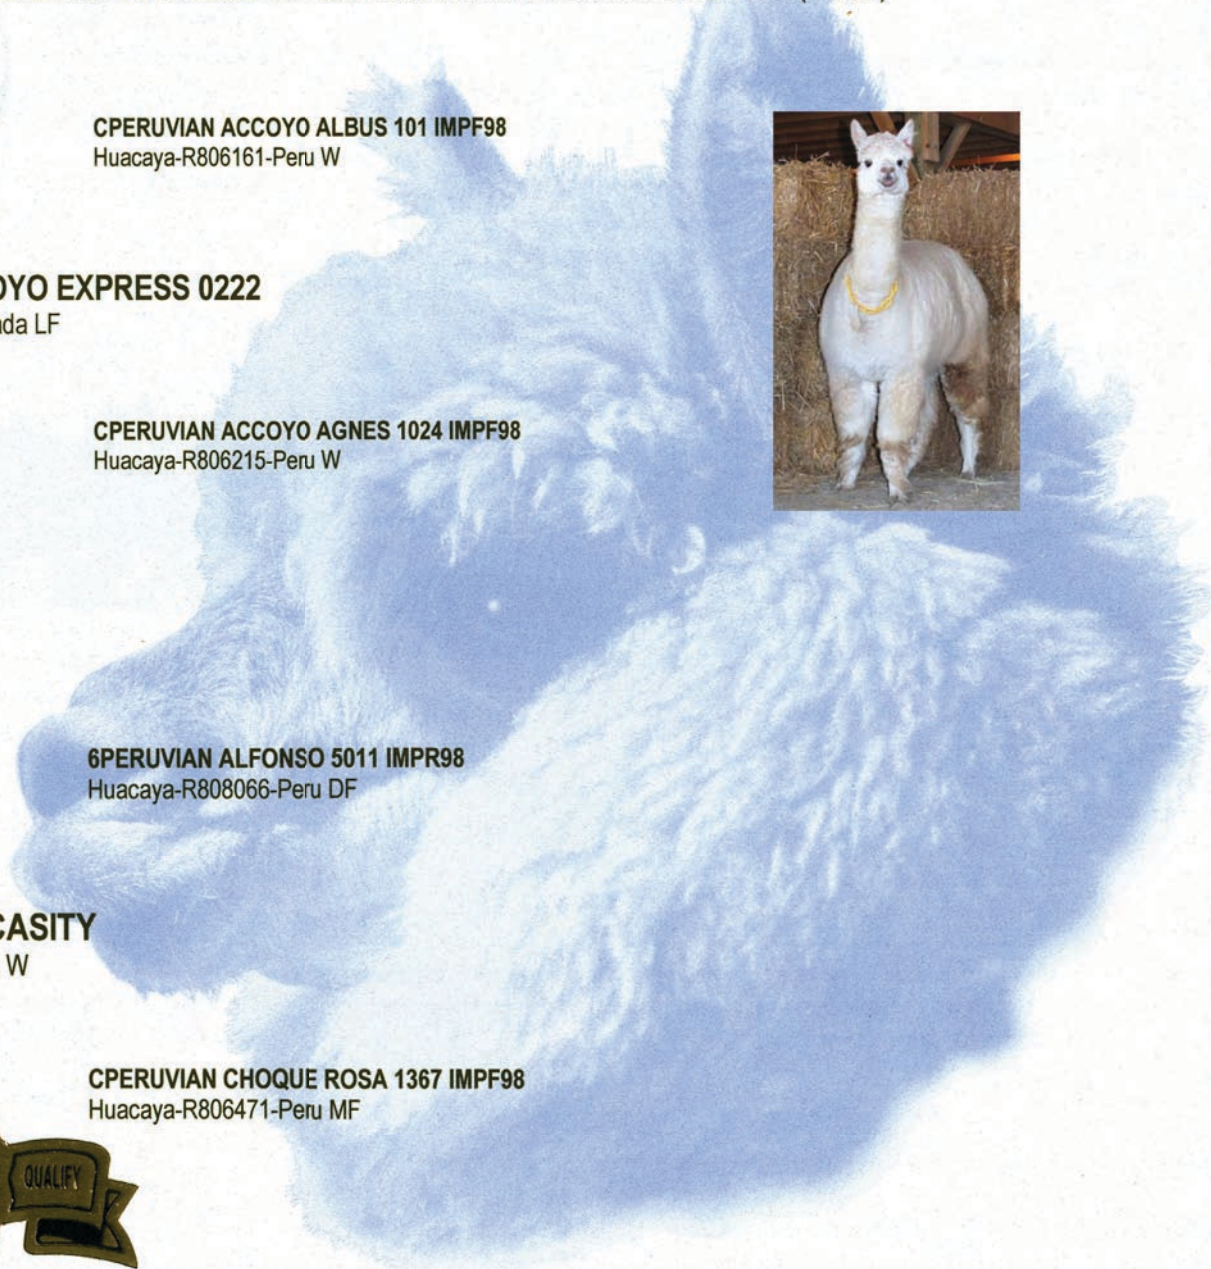 CPERUVIAN ACCOYO ALBUS 101 IMPF98
Huacaya-R806161-Peru W
OYO EXPRESS 0222
ada LF
CPERUVIAN ACCOYO AGNES 1024 IMPF98
Huacaya-R806215-Peru W
6PERUVIAN ALFONSO 5011 IMPR98
Huacaya-R808066-Peru DF
CASITY
W
CPERUVIAN CHOQUE ROSA 1367 IMPF98
Huacaya-R806471-Peru MF
QUALIFY